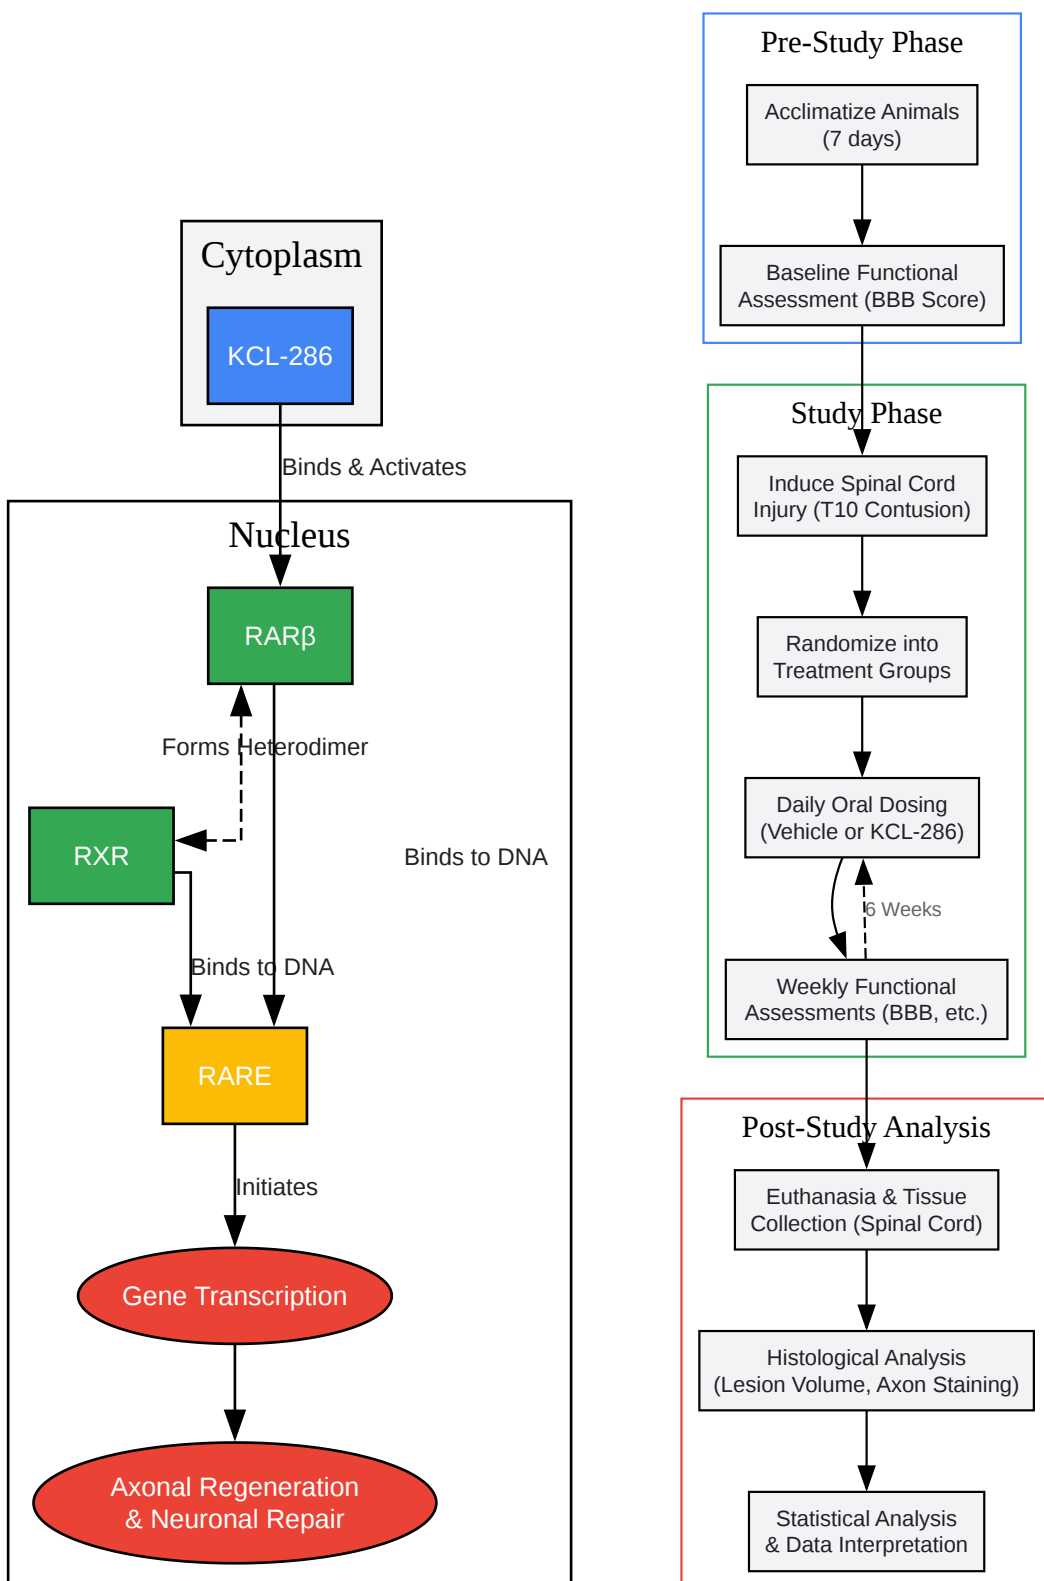 Cytoplasm
KCL-286
Binds & Activates
Nucleus
RARβ
Forms Heterodimer
RXR
Binds to DNA
Binds to DNA
RARE
Initiates
Gene Transcription
Axonal Regeneration
& Neuronal Repair
Pre-Study Phase
Acclimatize Animals
(7 days)
Baseline Functional
Assessment (BBB Score)
Study Phase
Induce Spinal Cord
Injury (T10 Contusion)
Randomize into
Treatment Groups
Daily Oral Dosing
(Vehicle or KCL-286)
6 Weeks
Weekly Functional
Assessments (BBB, etc.)
Post-Study Analysis
Euthanasia & Tissue
Collection (Spinal Cord)
Histological Analysis
(Lesion Volume, Axon Staining)
Statistical Analysis
& Data Interpretation